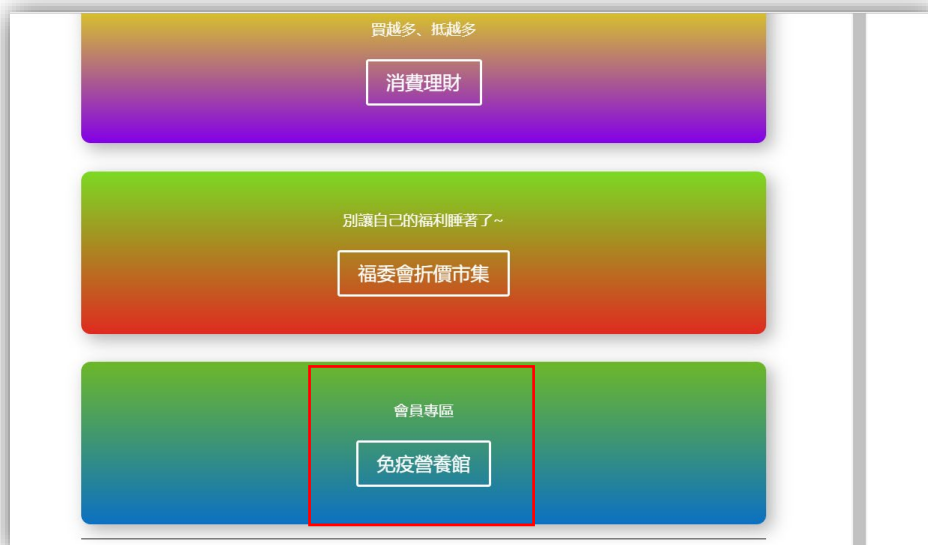 買越多、抵越多
消費理財
別讓自己的福利睡著了~
福委會折價市集
會員專區
免疫營養館